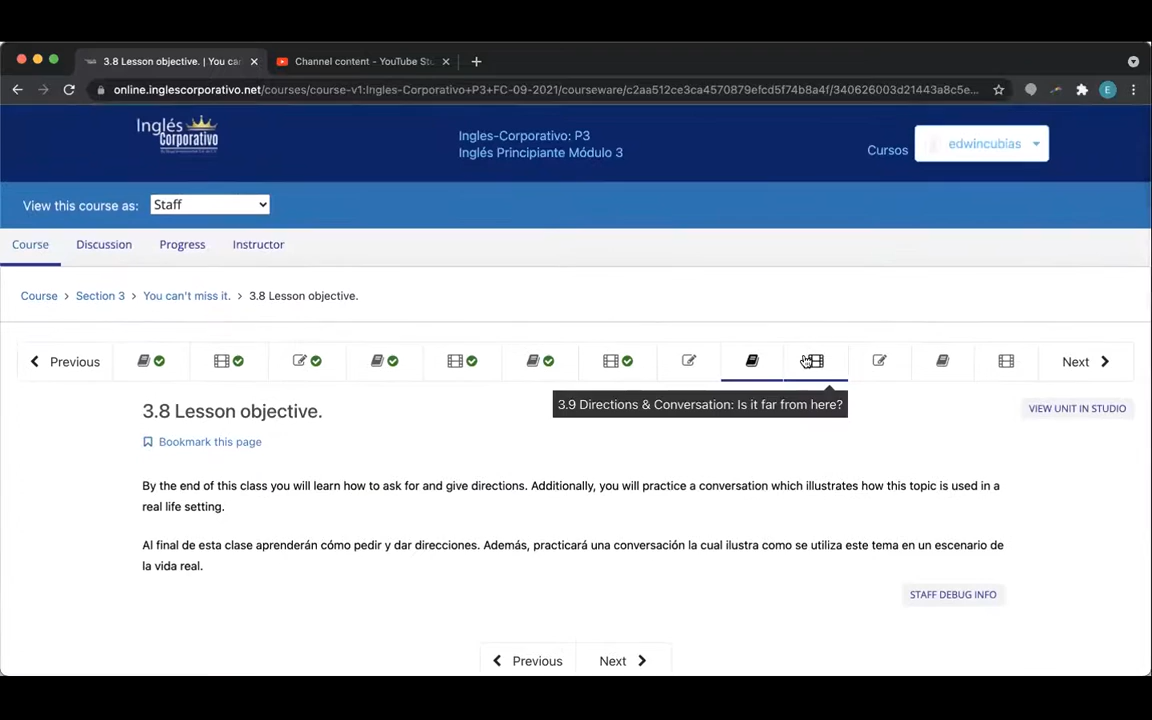 3.8 Lesson objective. | You ca
Channel content - YouTube Stu
online.inglescorporativo.net/courses/course-v1:Ingles-Corporativo+P3+FC-09-2021/courseware/c2aa512ce3ca4570879efcd5f74b8a4f/340626003d21443a8c5e...
E
Inglés
Corporativo
Ingles-Corporativo: P3
Inglés Principiante Módulo 3
Cursos
edwincubias
View this course as:
Staff
Course
Discussion
Progress
Instructor
Course > Section 3 > You can't miss it. > 3.8 Lesson objective.
Previous
Next
3.9 Directions & Conversation: Is it far from here?
3.8 Lesson objective.
VIEW UNIT IN STUDIO
Bookmark this page
By the end of this class you will learn how to ask for and give directions. Additionally, you will practice a conversation which illustrates how this topic is used in a
real life setting.
Al final de esta clase aprenderán cómo pedir y dar direcciones. Además, practicará una conversación la cual ilustra como se utiliza este tema en un escenario de
la vida real.
STAFF DEBUG INFO
Previous
Next